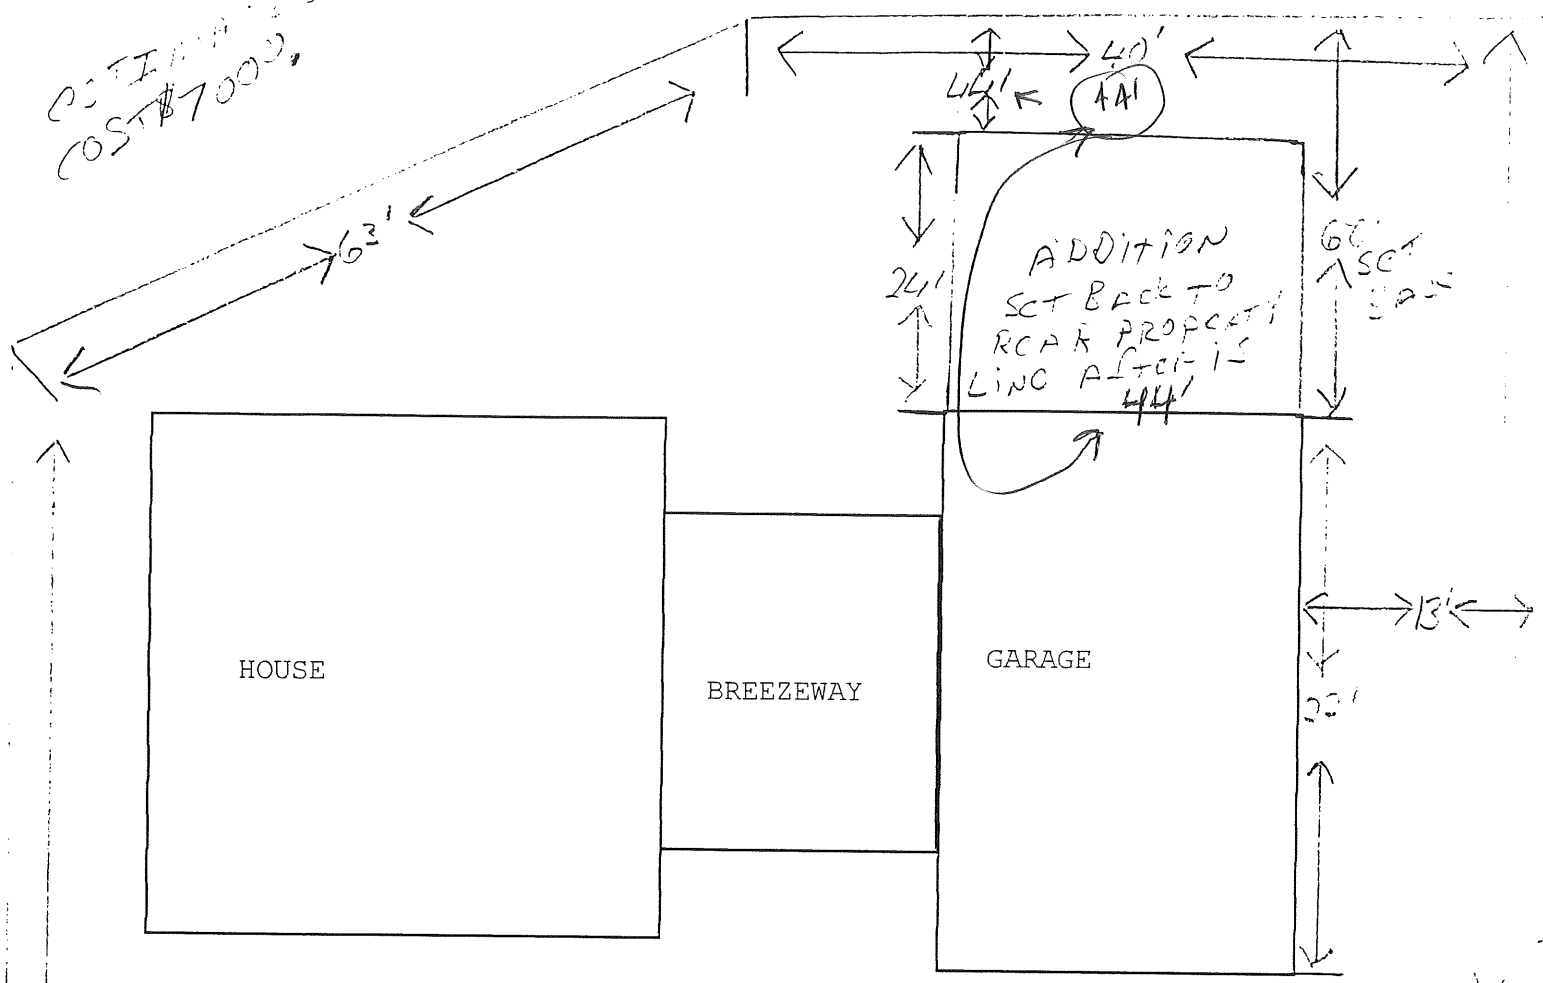 COST $7000.
40'
44'
44'
63'
24'
ADDITION
SET BACK TO
REAR PROPERTY
LINE AFTER IS
44'
SET
13'
HOUSE
BREEZEWAY
GARAGE